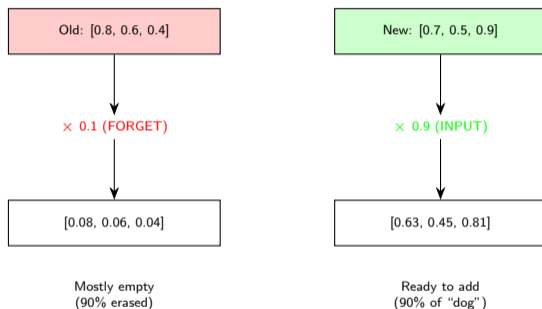 Old: [0.8, 0.6, 0.4]
New: [0.7, 0.5, 0.9]
× 0.1 (FORGET)
× 0.9 (INPUT)
[0.08, 0.06, 0.04]
[0.63, 0.45, 0.81]
Mostly empty
(90% erased)
Ready to add
(90% of “dog”)